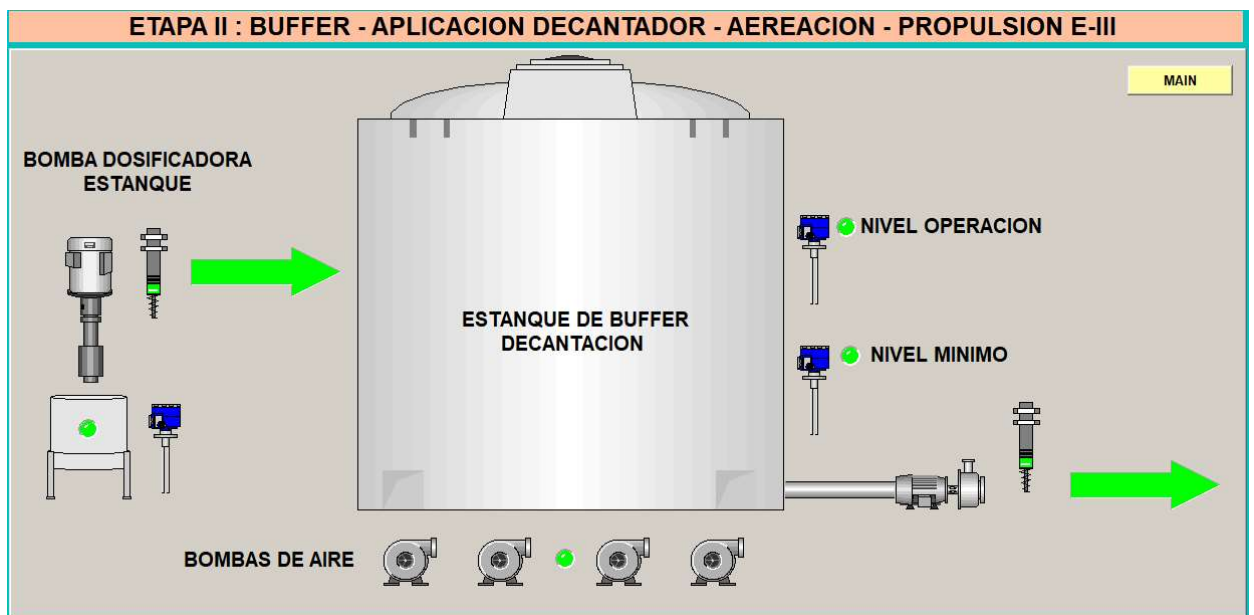 ETAPA II : BUFFER - APLICACION DECANTADOR - AEREACION - PROPULSION E-III
MAIN
BOMBA DOSIFICADORA
ESTANQUE
NIVEL OPERACION
ESTANQUE DE BUFFER
DECANTACION
NIVEL MINIMO
BOMBAS DE AIRE